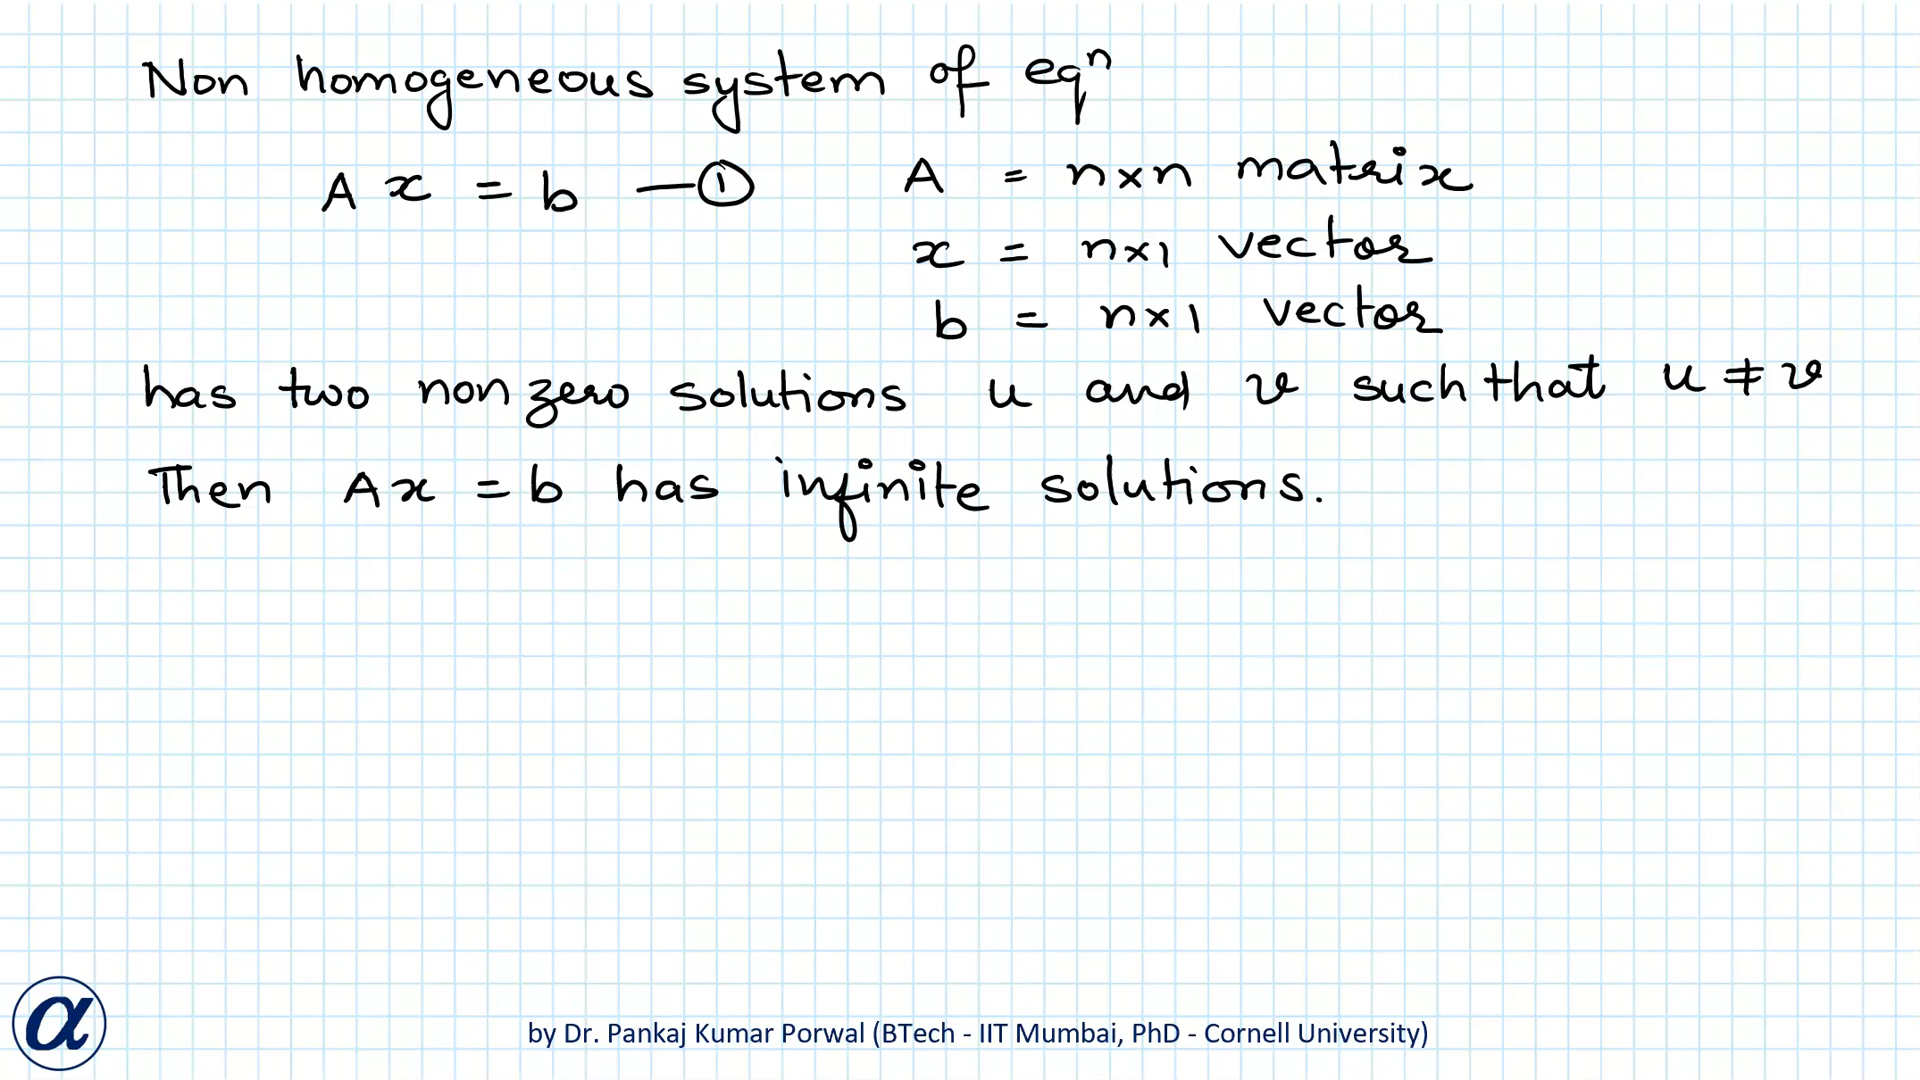 Non homogeneous system of eqⁿ
A x = b —① A = n×n matrix
x = n×1 vector
b = n×1 vector
has two non zero solutions u and v such that u ≠ v
Then Ax = b has infinite solutions.
α
by Dr. Pankaj Kumar Porwal (BTech - IIT Mumbai, PhD - Cornell University)